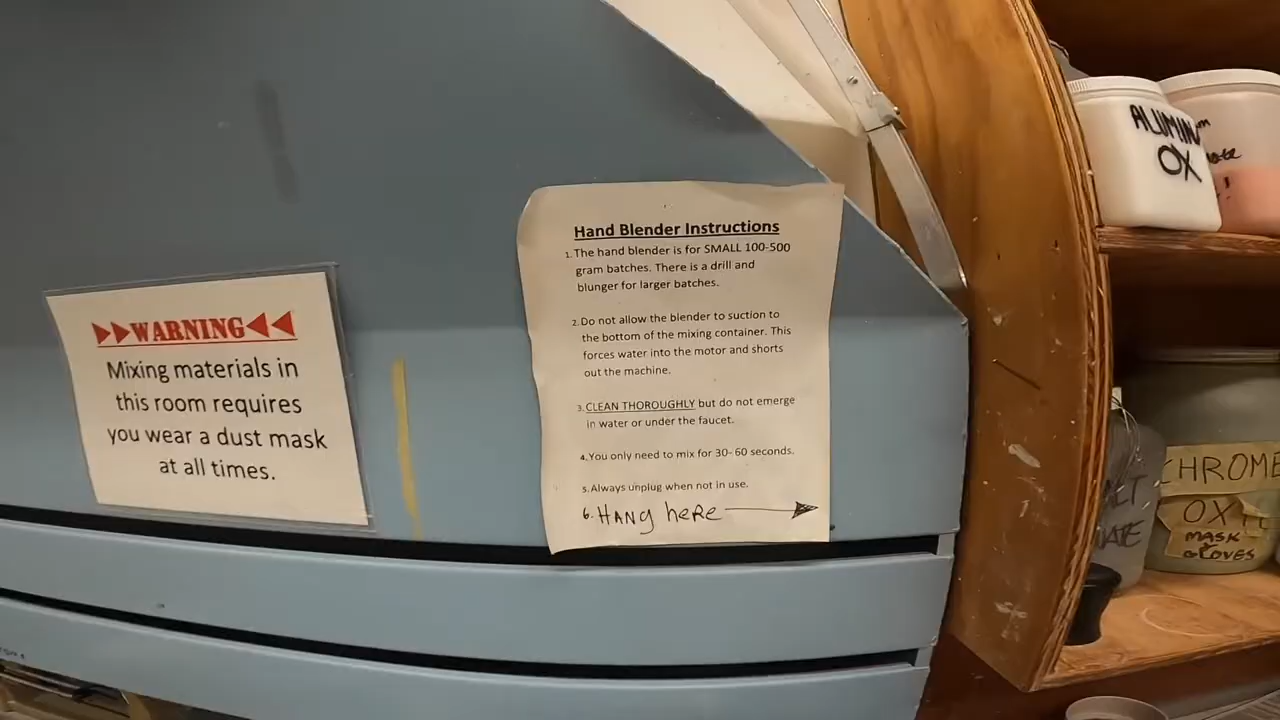 WARNING
Mixing materials in
this room requires
you wear a dust mask
at all times.
Hand Blender Instructions
1. The hand blender is for SMALL 100-500
gram batches. There is a drill and
blunger for larger batches.
2. Do not allow the blender to suction to
the bottom of the mixing container. This
forces water into the motor and shorts
out the machine.
3. CLEAN THOROUGHLY but do not emerge
in water or under the faucet.
4. You only need to mix for 30- 60 seconds.
5. Always unplug when not in use.
6. HANG HERE
ALUMIN
OX
CHROME
OX
MASK
GLOVES